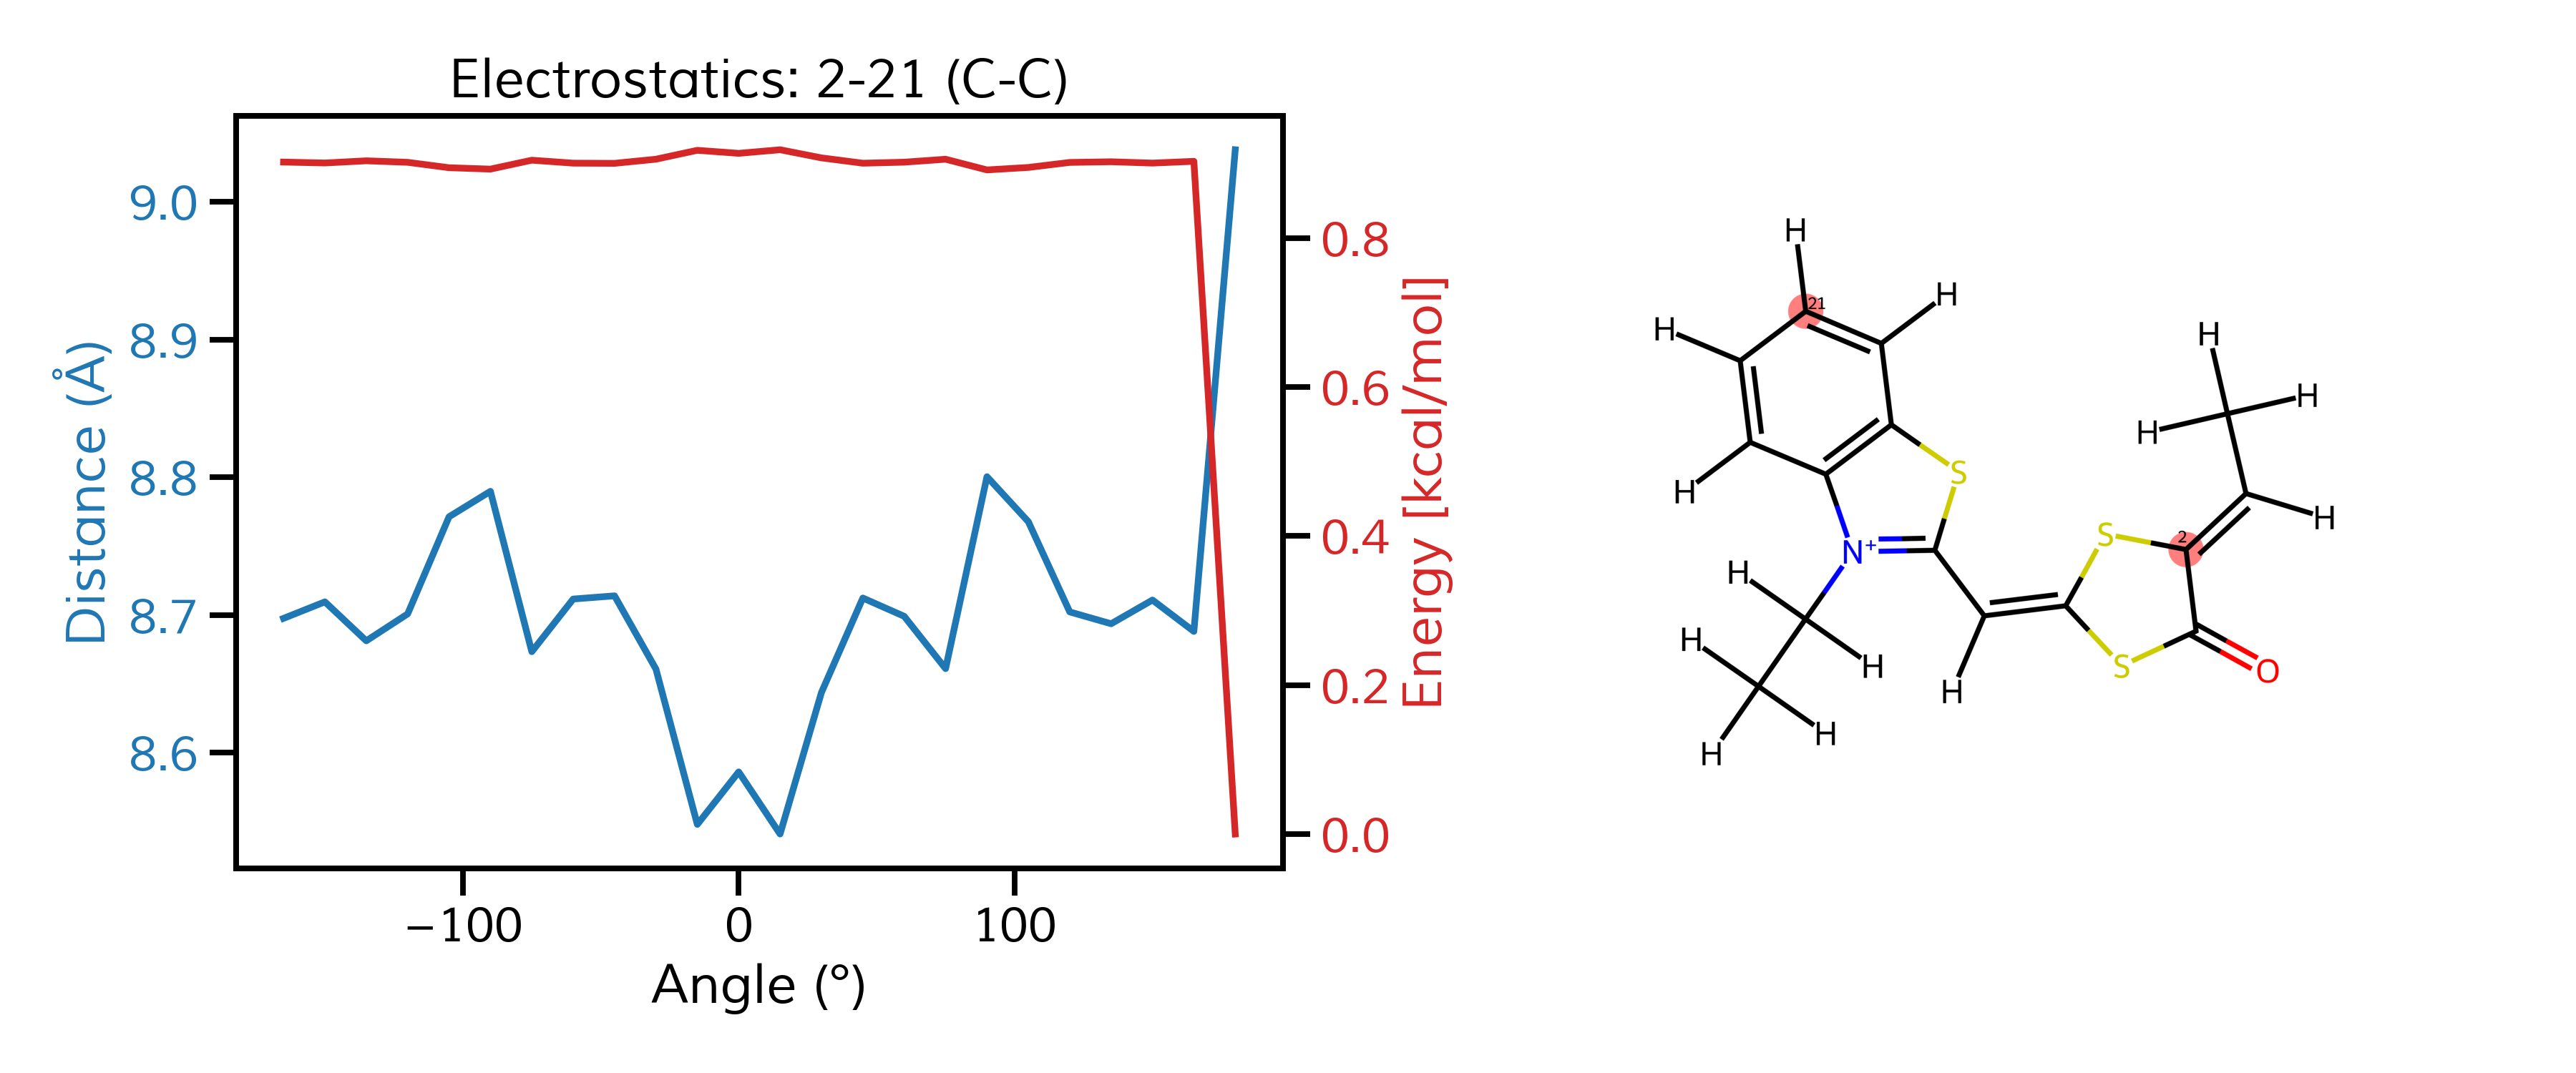 Electrostatics: 2-21 (C-C)
Distance (Å)
9.0
8.9
8.8
8.7
8.6
0.8
0.6
0.4
0.2
0.0
Energy [kcal/mol]
−100
0
100
Angle (°)
H
H
H
21
H
H
H
H
S
H
H
2
S
N+
H
H
H
S
O
H
H
H